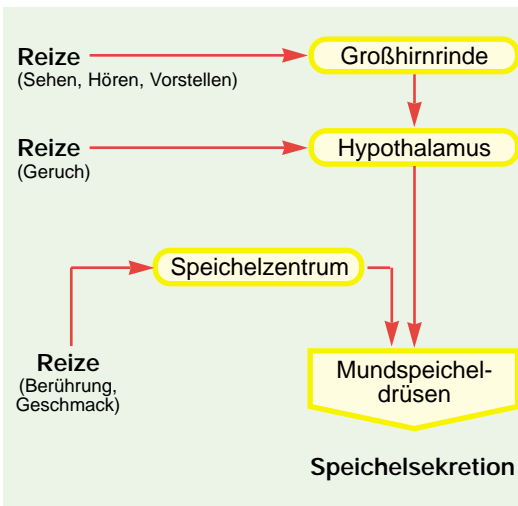 Reize
(Sehen, Hören, Vorstellen)
Großhirnrinde
Reize
(Geruch)
Hypothalamus
Speichelzentrum
Reize
(Berührung,
Geschmack)
Mundspeichel-
drüsen
Speichelsekretion